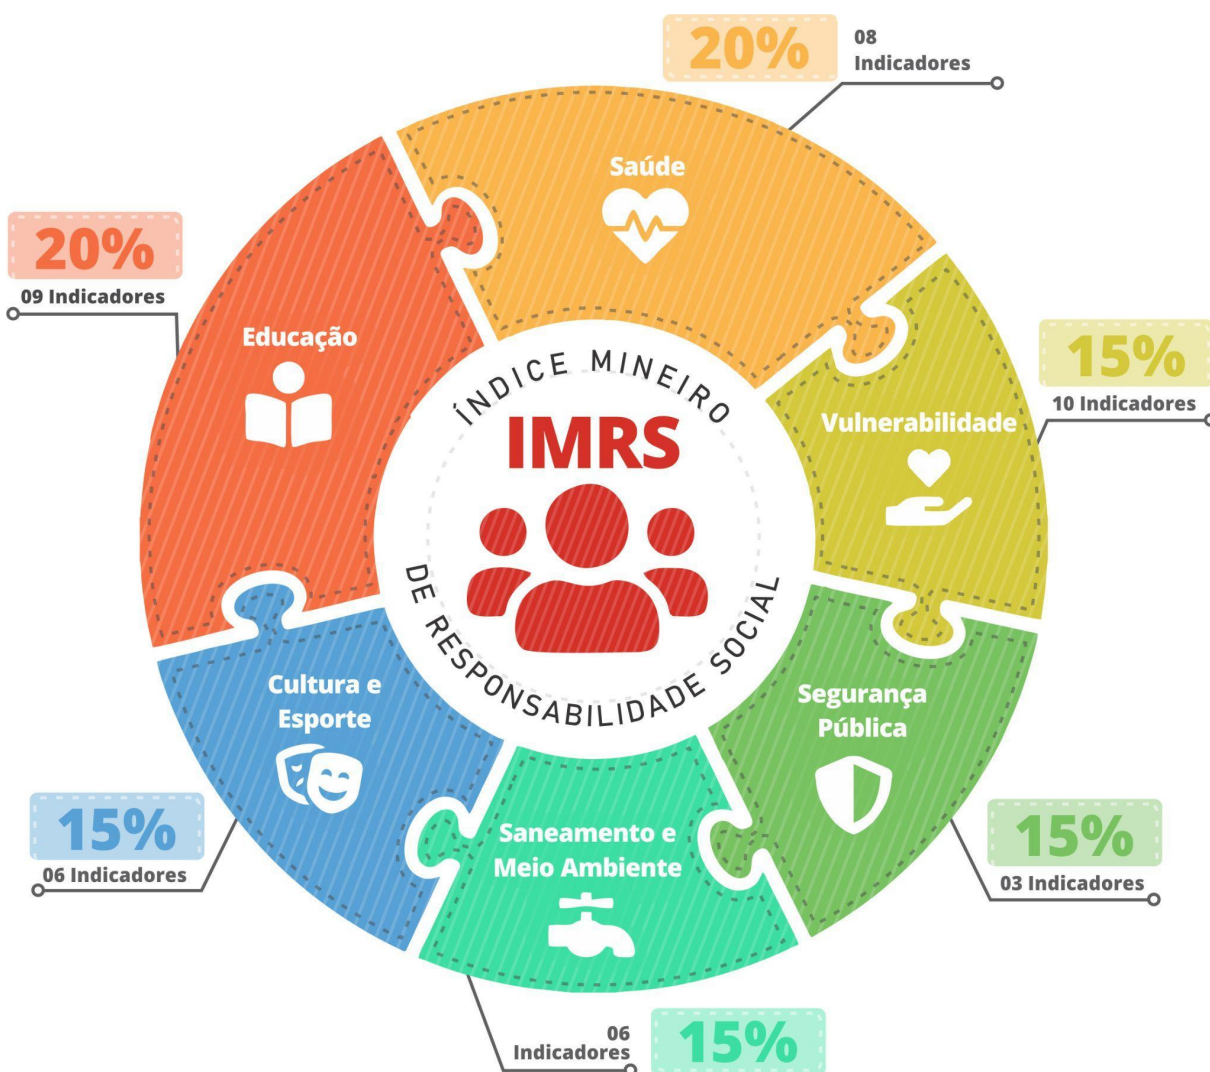 20%
08
Indicadores
Saúde
20%
09 Indicadores
Educação
15%
10 Indicadores
Vulnerabilidade
ÍNDICE MINEIRO
IMRS
DE RESPONSABILIDADE SOCIAL
Cultura e
Esporte
15%
06 Indicadores
Segurança
Pública
15%
03 Indicadores
Saneamento e
Meio Ambiente
06
Indicadores
15%